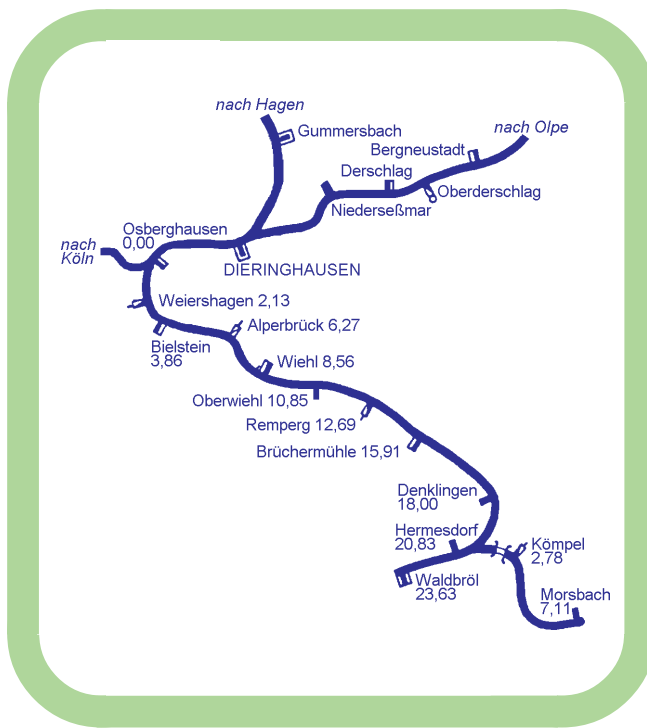 nach Hagen
Gummersbach
nach Olpe
Bergneustadt
Derschlag
Oberderschlag
Niederseßmar
Osberghausen
0,00
nach
Köln
DIERINGHAUSEN
Weiershagen 2,13
Alperbrück 6,27
Bielstein
3,86
Wiehl 8,56
Oberwiehl 10,85
Remperg 12,69
Brüchermühle 15,91
Denklingen
18,00
Hermesdorf
20,83
Kömpel
2,78
Waldbröl
23,63
Morsbach
7,11